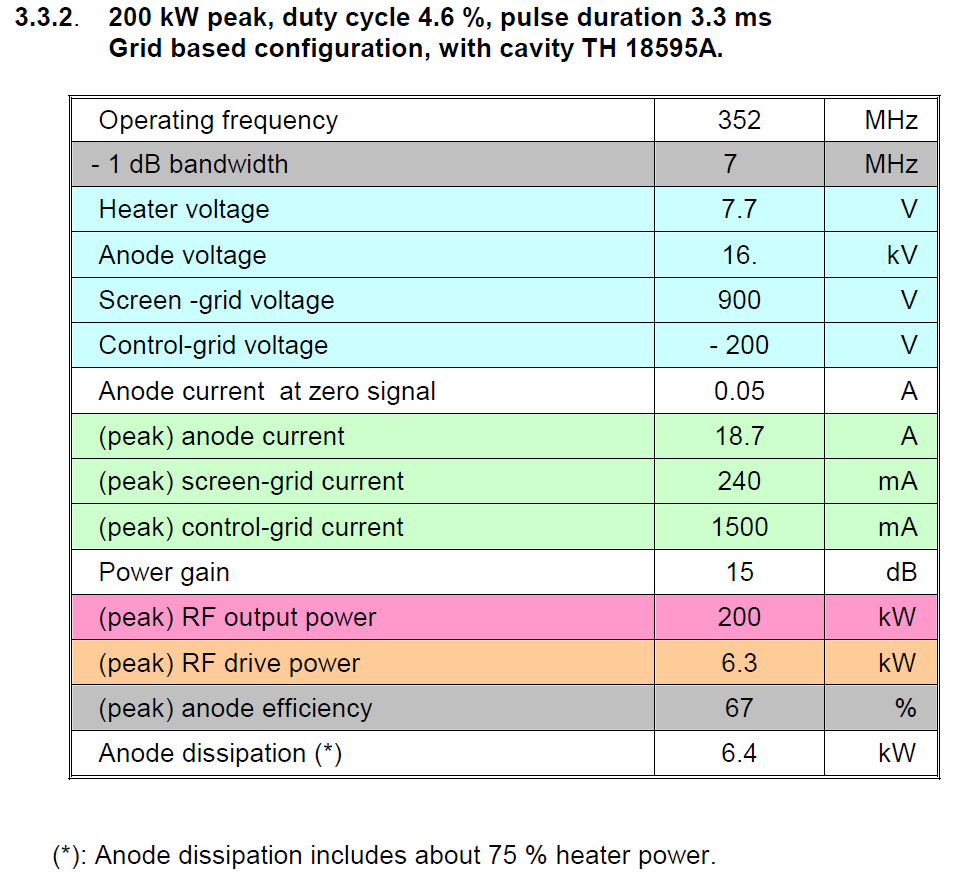 3.3.2. 200 kW peak, duty cycle 4.6 %, pulse duration 3.3 ms
Grid based configuration, with cavity TH 18595A.
Operating frequency 352 MHz
- 1 dB bandwidth 7 MHz
Heater voltage 7.7 V
Anode voltage 16. kV
Screen -grid voltage 900 V
Control-grid voltage - 200 V
Anode current at zero signal 0.05 A
(peak) anode current 18.7 A
(peak) screen-grid current 240 mA
(peak) control-grid current 1500 mA
Power gain 15 dB
(peak) RF output power 200 kW
(peak) RF drive power 6.3 kW
(peak) anode efficiency 67 %
Anode dissipation (*) 6.4 kW
(*): Anode dissipation includes about 75 % heater power.